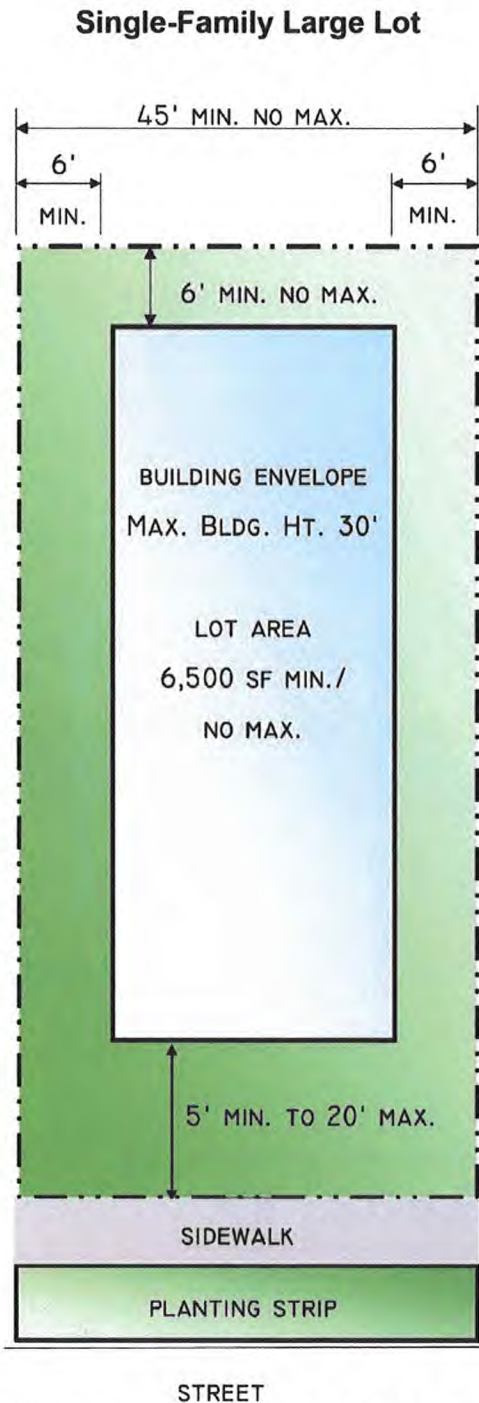 Single-Family Large Lot
45' MIN. NO MAX.
6'
MIN.
6'
MIN.
6' MIN. NO MAX.
BUILDING ENVELOPE
MAX. BLDG. HT. 30'
LOT AREA
6,500 SF MIN./
NO MAX.
5' MIN. TO 20' MAX.
SIDEWALK
PLANTING STRIP
STREET